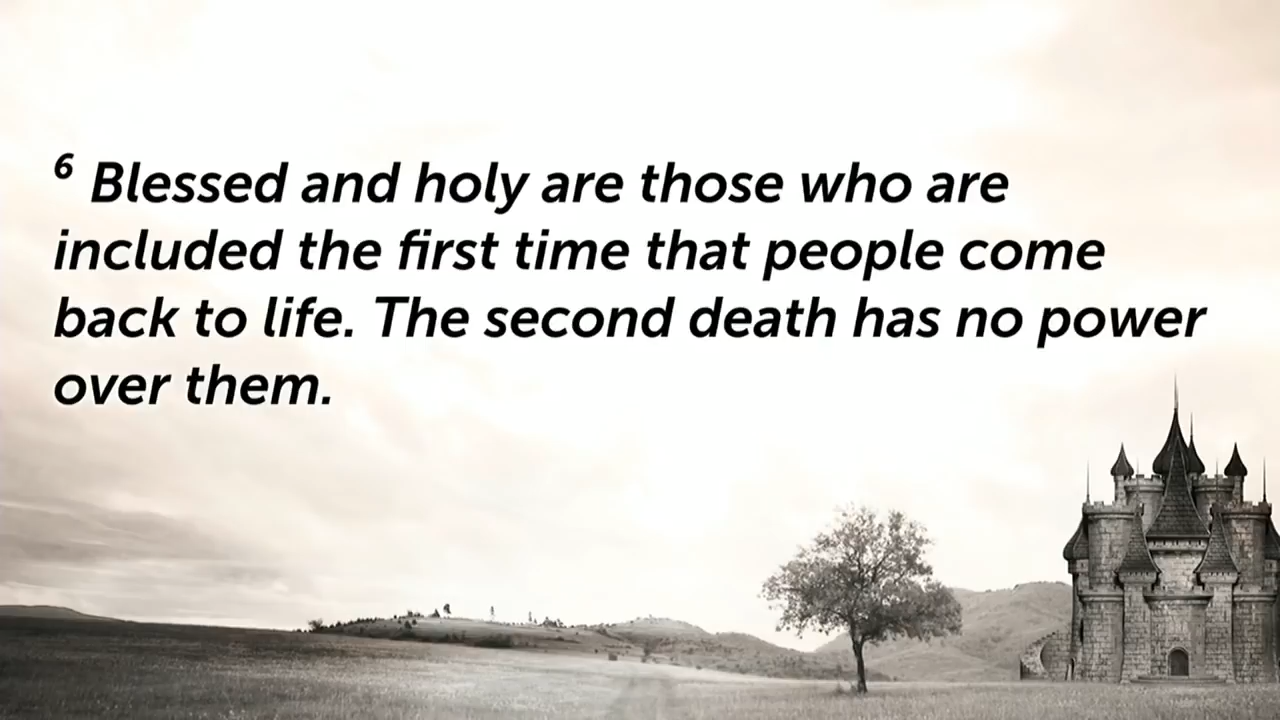 6 Blessed and holy are those who are
included the first time that people come
back to life. The second death has no power
over them.